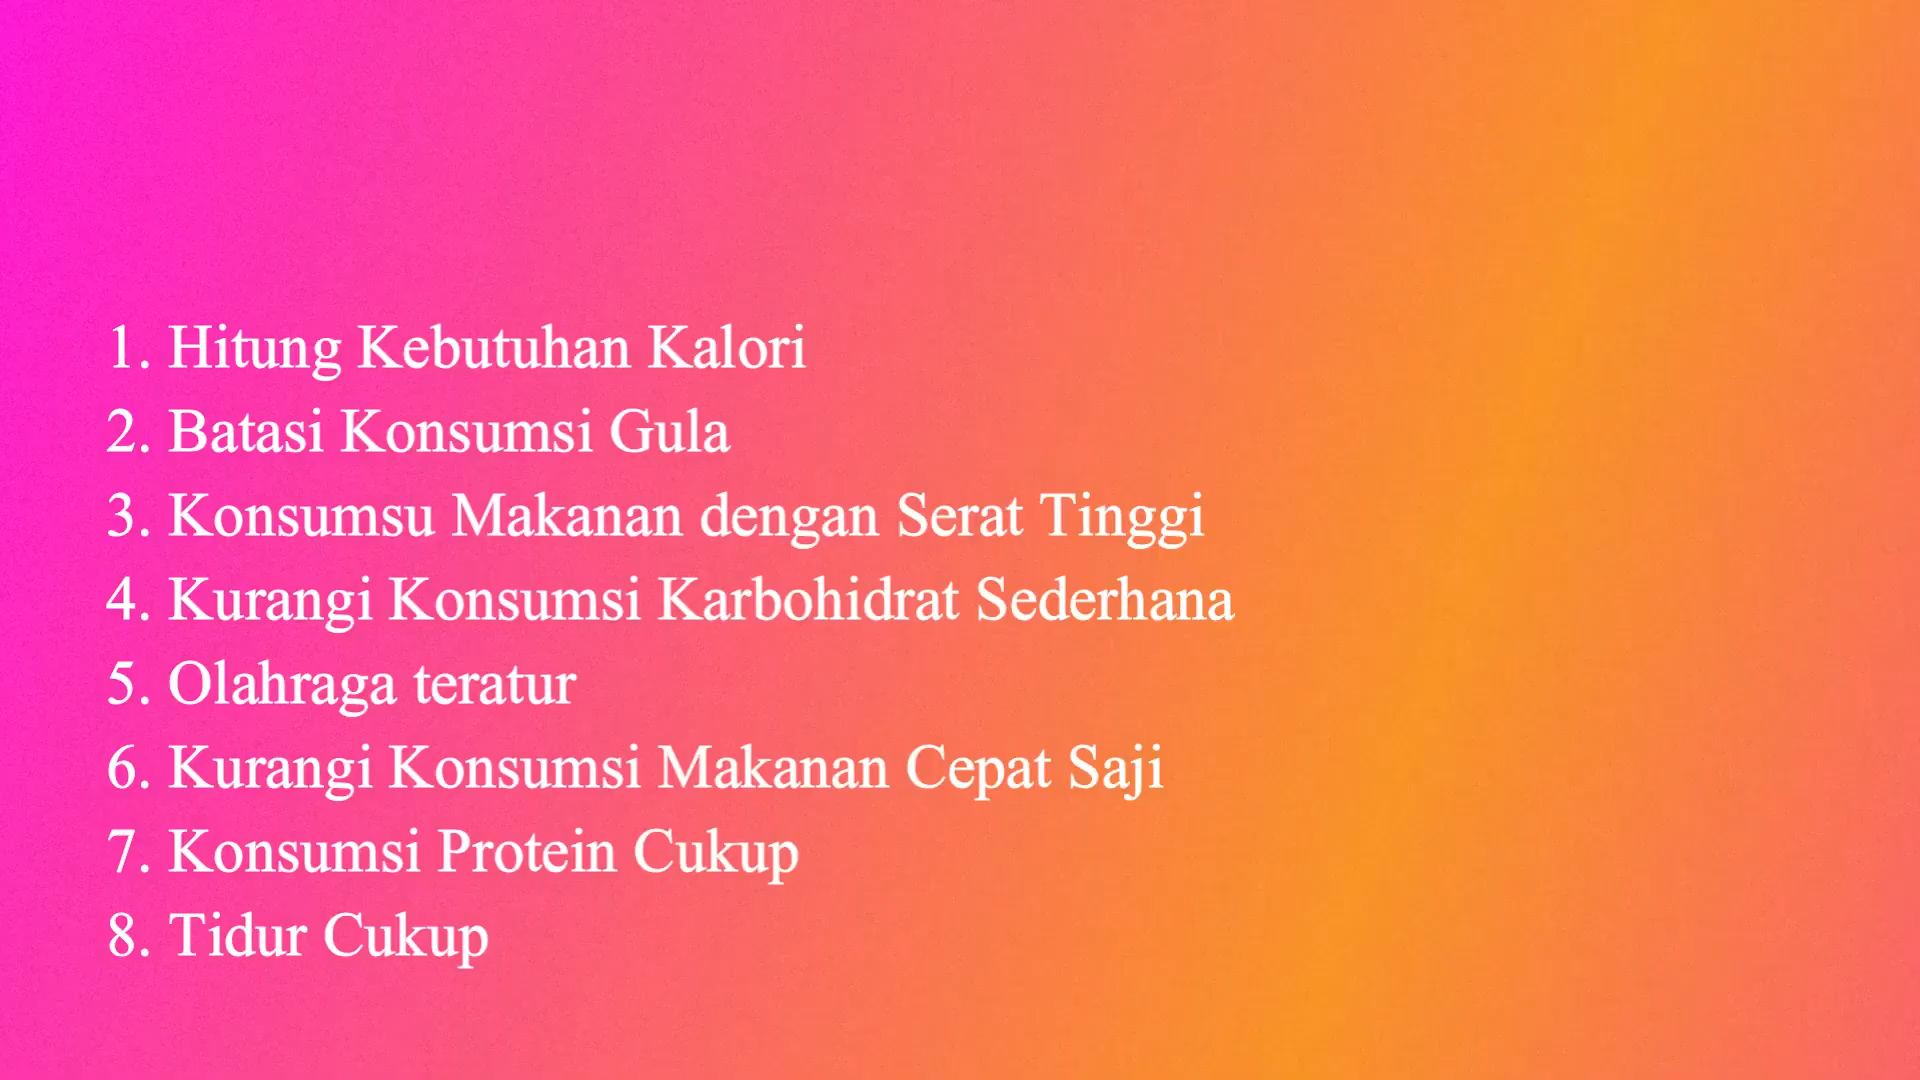 1. Hitung Kebutuhan Kalori
2. Batasi Konsumsi Gula
3. Konsumsu Makanan dengan Serat Tinggi
4. Kurangi Konsumsi Karbohidrat Sederhana
5. Olahraga teratur
6. Kurangi Konsumsi Makanan Cepat Saji
7. Konsumsi Protein Cukup
8. Tidur Cukup